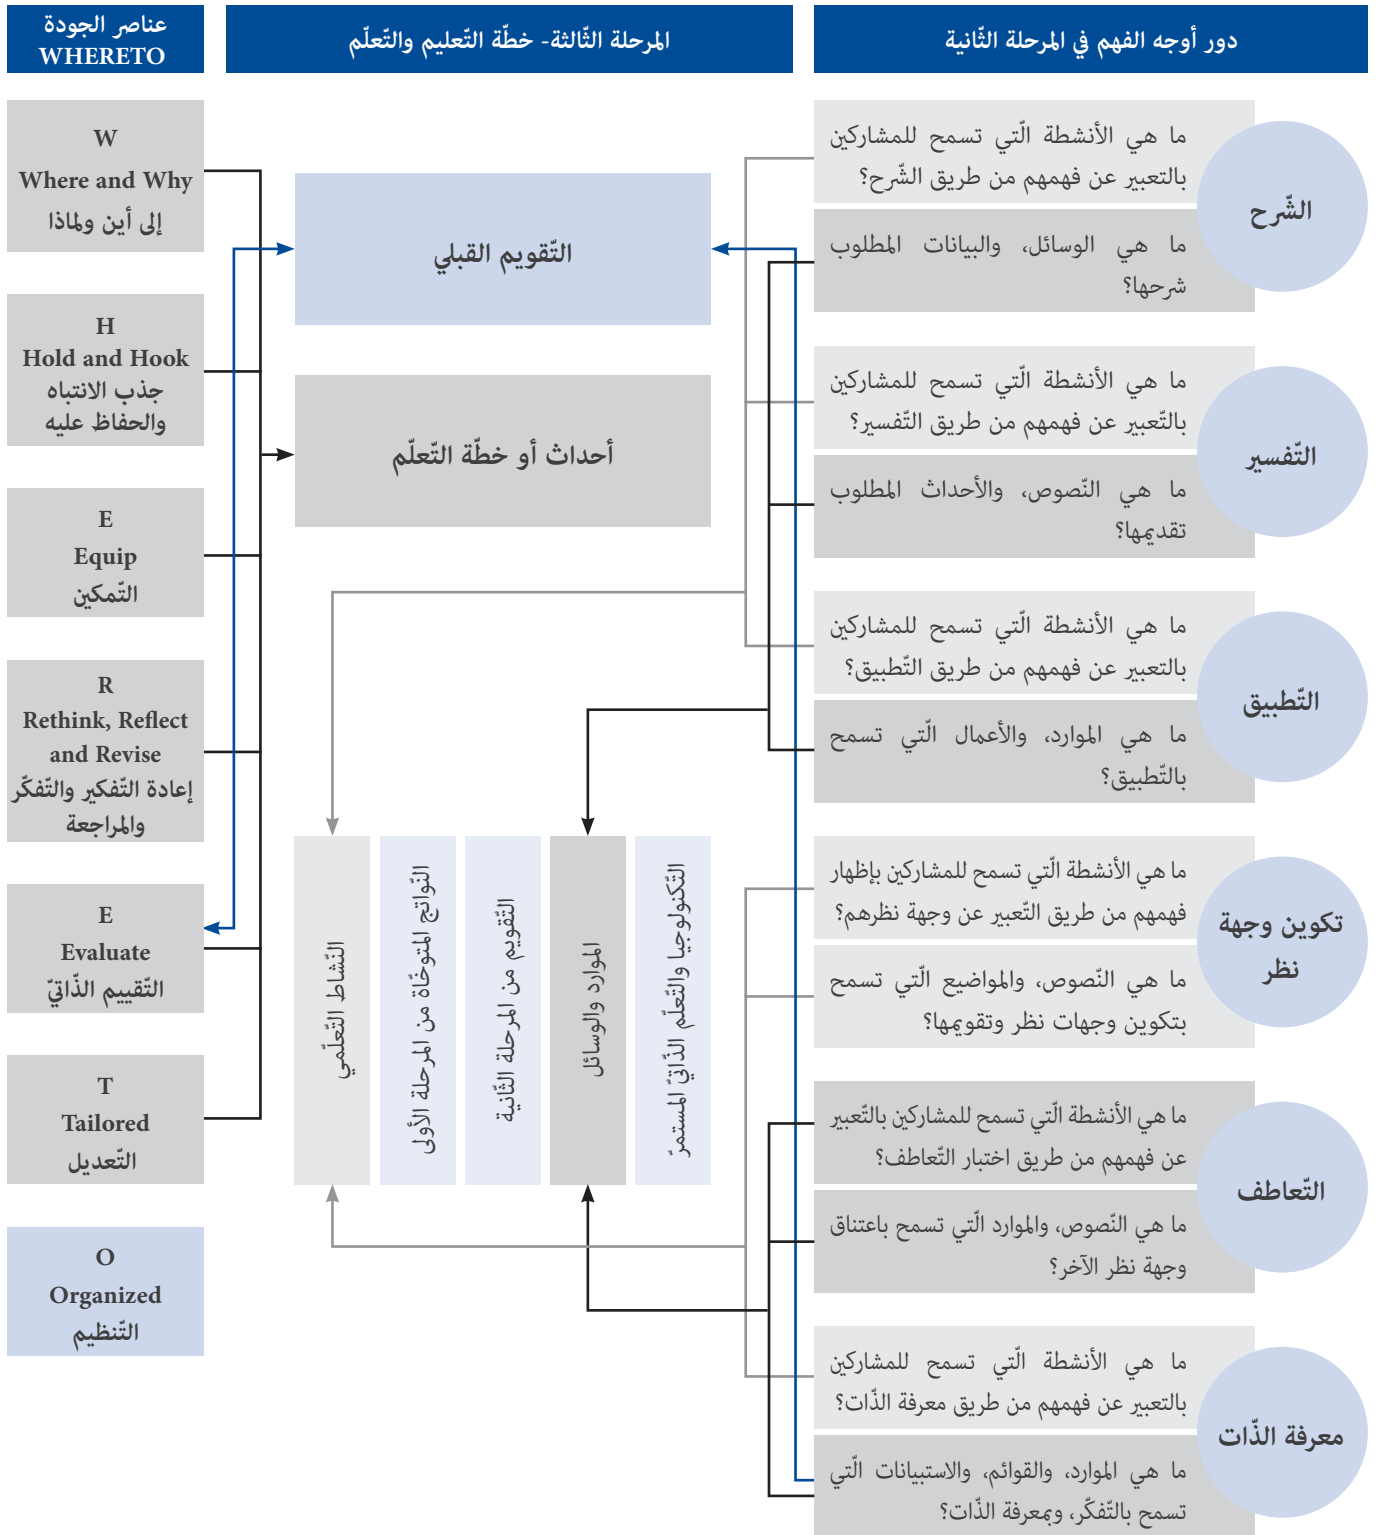 دور أوجه الفهم في المرحلة الثّانية
المرحلة الثّالثة- خطّة التّعليم والتّعلّم
عناصر الجودة
WHERETO
الشّرح
ما هي الأنشطة الّتي تسمح للمشاركين
بالتعبير عن فهمهم من طريق الشّرح؟
ما هي الوسائل، والبيانات المطلوب
شرحها؟
التّفسير
ما هي الأنشطة الّتي تسمح للمشاركين
بالتّعبير عن فهمهم من طريق التّفسير؟
ما هي النّصوص، والأحداث المطلوب
تقديمها؟
التّطبيق
ما هي الأنشطة الّتي تسمح للمشاركين
بالتعبير عن فهمهم من طريق التّطبيق؟
ما هي الموارد، والأعمال الّتي تسمح
بالتّطبيق؟
تكوين وجهة
نظر
ما هي الأنشطة الّتي تسمح للمشاركين بإظهار
فهمهم من طريق التّعبير عن وجهة نظرهم؟
ما هي النّصوص، والمواضيع الّتي تسمح
بتكوين وجهات نظر وتقويمها؟
التّعاطف
ما هي الأنشطة الّتي تسمح للمشاركين بالتّعبير
عن فهمهم من طريق اختبار التّعاطف؟
ما هي النّصوص، والموارد الّتي تسمح باعتناق
وجهة نظر الآخر؟
معرفة الذّات
ما هي الأنشطة الّتي تسمح للمشاركين
بالتعبير عن فهمهم من طريق معرفة الذّات؟
ما هي الموارد، والقوائم، والاستبيانات الّتي
تسمح بالتّفكّر، وبمعرفة الذّات؟
التّقويم القبلي
أحداث أو خطّة التّعلّم
التّكنولوجيا والتّعلّم الذّاتيّ المستمرّ
الموارد والوسائل
التّقويم من المرحلة الثّانية
النّواتج المتوخّاة من المرحلة الأولى
النّشاط التّعلّمي
W
Where and Why
إلى أين ولماذا
H
Hold and Hook
جذب الانتباه
والحفاظ عليه
E
Equip
التّمكين
R
Rethink, Reflect
and Revise
إعادة التّفكير والتّفكّر
والمراجعة
E
Evaluate
التّقييم الذّاتيّ
T
Tailored
التّعديل
O
Organized
التّنظيم